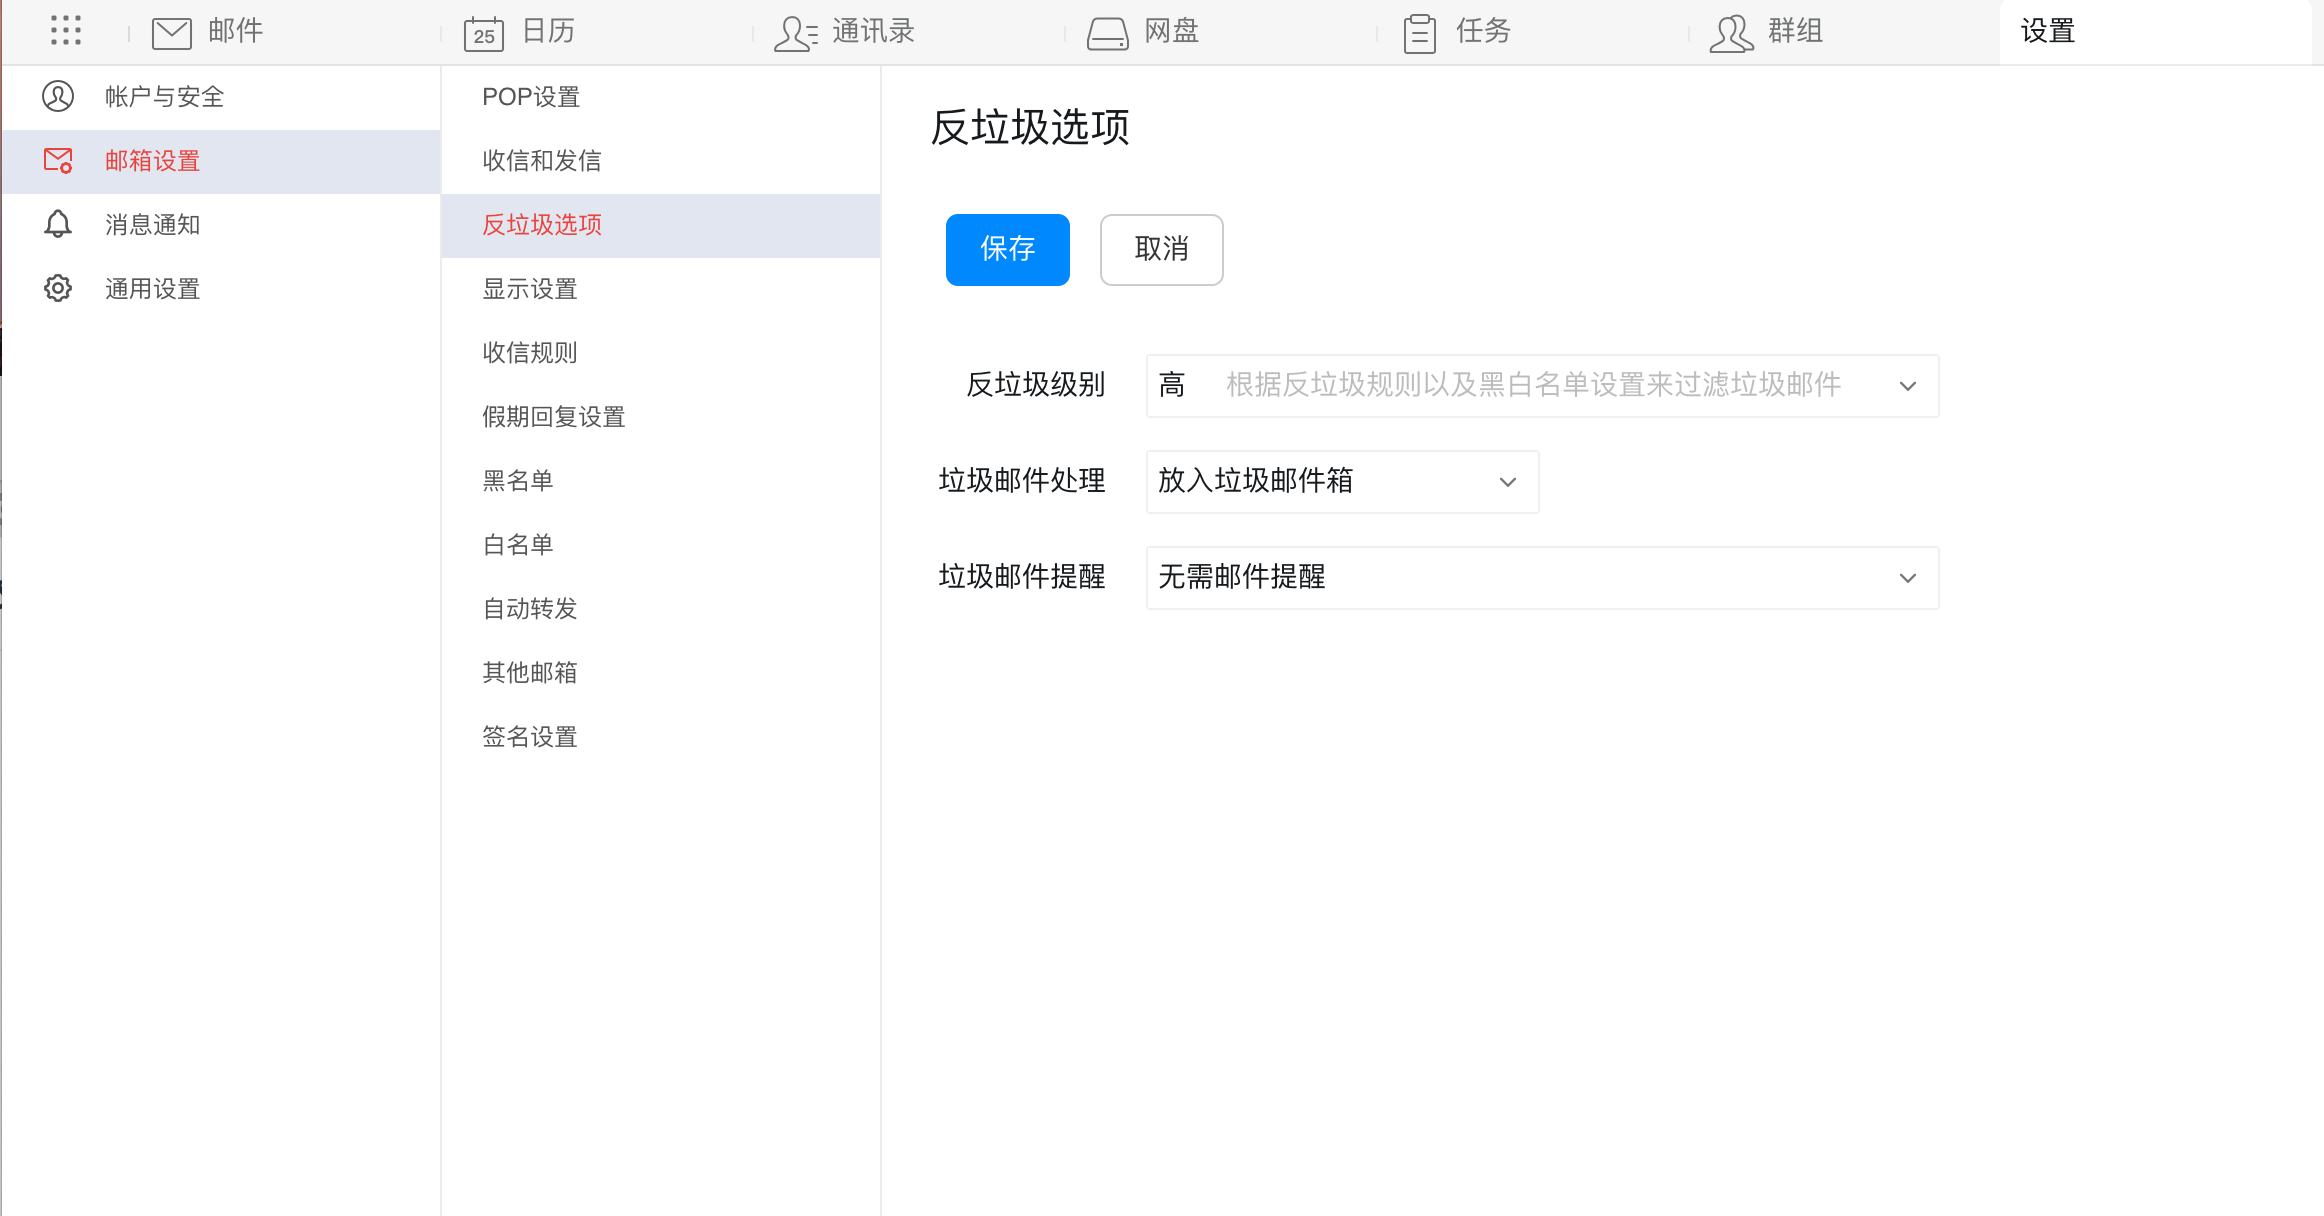 邮件
25
日历
通讯录
网盘
任务
群组
设置
帐户与安全
邮箱设置
消息通知
通用设置
POP设置
收信和发信
反垃圾选项
显示设置
收信规则
假期回复设置
黑名单
白名单
自动转发
其他邮箱
签名设置
反垃圾选项
保存
取消
反垃圾级别
高 根据反垃圾规则以及黑白名单设置来过滤垃圾邮件
垃圾邮件处理
放入垃圾邮件箱
垃圾邮件提醒
无需邮件提醒